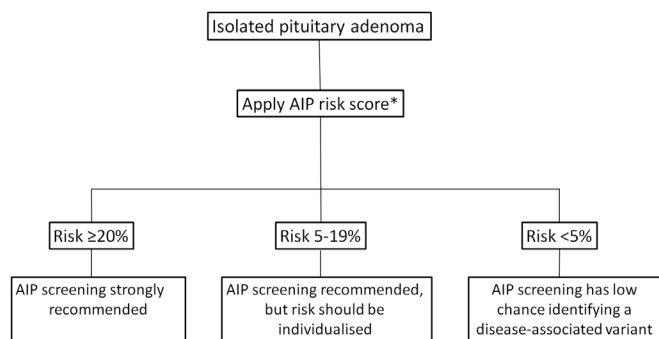 Isolated pituitary adenoma
Apply AIP risk score*
Risk ≥20%
Risk 5-19%
Risk <5%
AIP screening strongly
recommended
AIP screening recommended,
but risk should be
individualised
AIP screening has low
chance identifying a
disease-associated variant